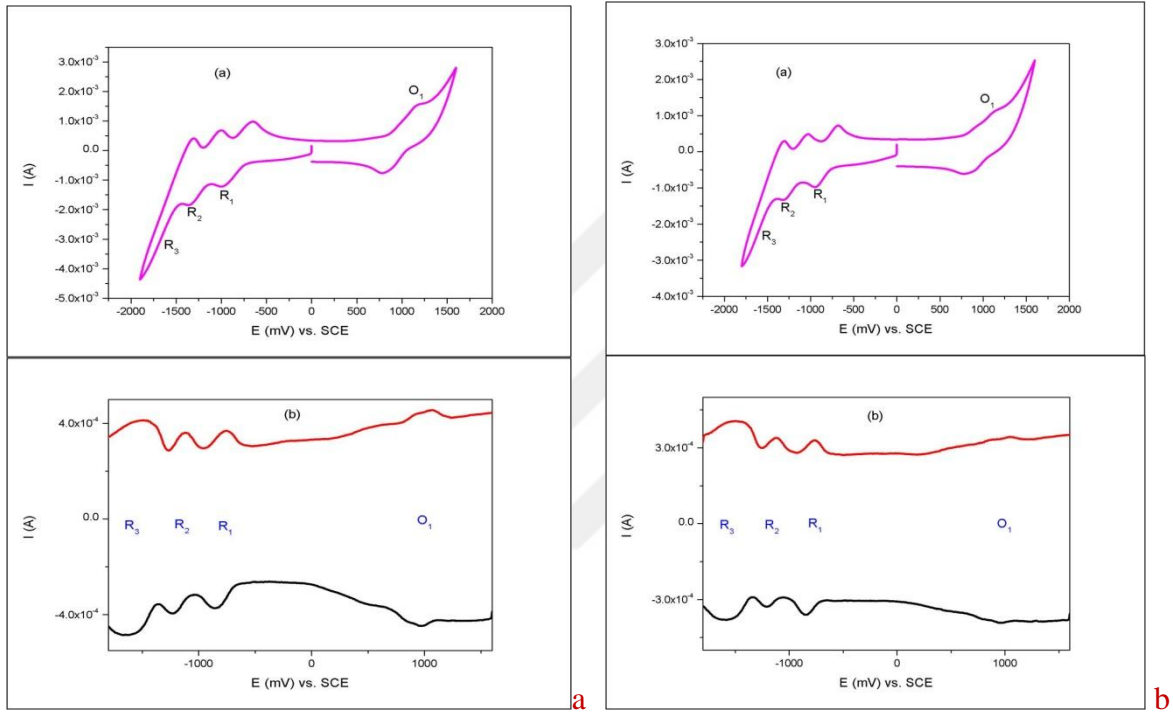 (a)
3.0x10⁻³
2.0x10⁻³
1.0x10⁻³
0.0
-1.0x10⁻³
-2.0x10⁻³
-3.0x10⁻³
-4.0x10⁻³
-5.0x10⁻³
I (A)
O₁
R₁
R₂
R₃
-2000 -1500 -1000 -500 0 500 1000 1500 2000
E (mV) vs. SCE
(b)
4.0x10⁻⁴
0.0
-4.0x10⁻⁴
I (A)
R₃ R₂ R₁ O₁
-1000 0 1000
E (mV) vs. SCE
a
(a)
3.0x10⁻³
2.0x10⁻³
1.0x10⁻³
0.0
-1.0x10⁻³
-2.0x10⁻³
-3.0x10⁻³
-4.0x10⁻³
I (A)
O₁
R₁
R₂
R₃
-2000 -1500 -1000 -500 0 500 1000 1500 2000
E (mV) vs. SCE
(b)
3.0x10⁻⁴
0.0
-3.0x10⁻⁴
I (A)
R₃ R₂ R₁ O₁
-1000 0 1000
E (mV) vs. SCE
b